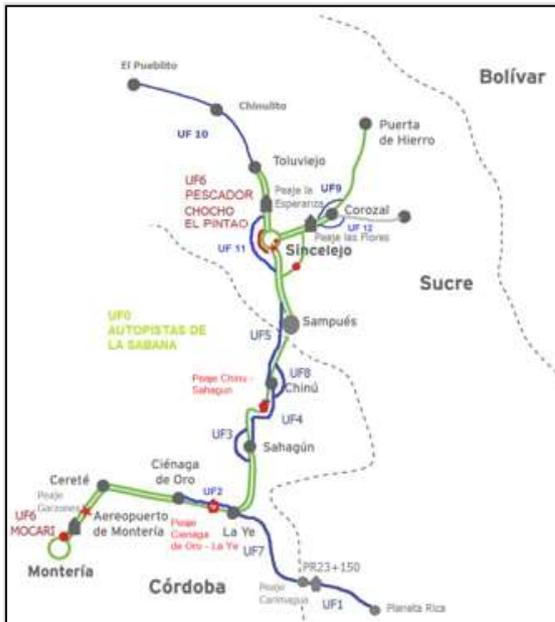 Bolívar
El Pueblito
Chinulito
UF 10
Puerta
de Hierro
Toluviejo
UF6
PESCADOR
CHOCHO
EL PINTAO
Peaje la
Esperanza
UF9
Corozal
UF 12
Peaje las Flores
UF 11
Sincelejo
Sucre
UF0
AUTOPISTAS DE
LA SABANA
Sampués
UF5
UF8
Chinú
Peaje Chinu -
Sahagun
UF4
UF3
Sahagún
Ciénaga
de Oro
Cereté
UF2
Peaje
Garzones
Aereopuerto
de Montería
Peaje
Cienaga
de Oro - La Ye
La Ye
UF6
MOCARI
UF7
Montería
Córdoba
PR23+150
Peaje
Carimagua
UF1
Planeta Rica